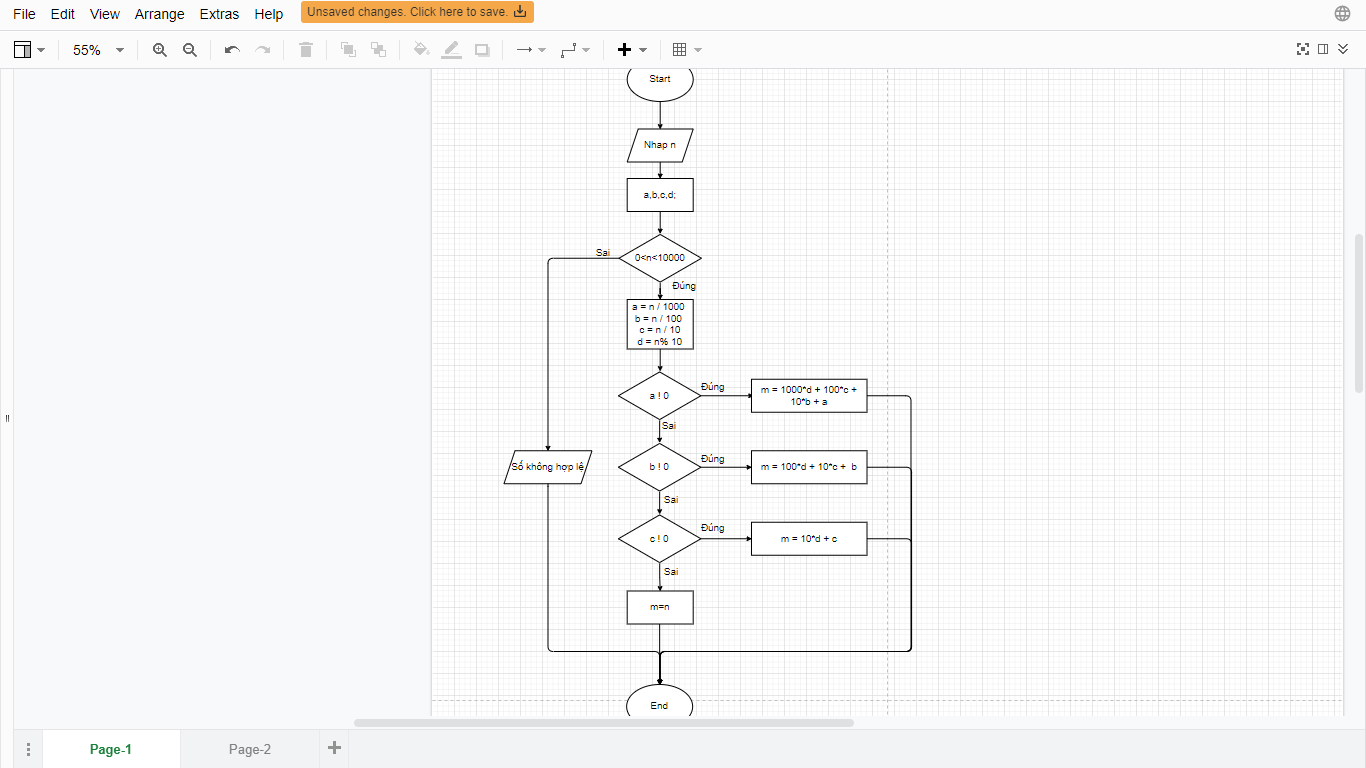 File Edit View Arrange Extras Help
Unsaved changes. Click here to save.
55%
Start
Nhap n
a,b,c,d;
Sai
0<n<10000
Đúng
a = n / 1000
b = n / 100
c = n / 10
d = n% 10
a ! 0
Đúng
m = 1000*d + 100*c +
10*b + a
Sai
Số không hợp lệ
b ! 0
Đúng
m = 100*d + 10*c + b
Sai
c ! 0
Đúng
m = 10*d + c
Sai
m=n
End
Page-1
Page-2